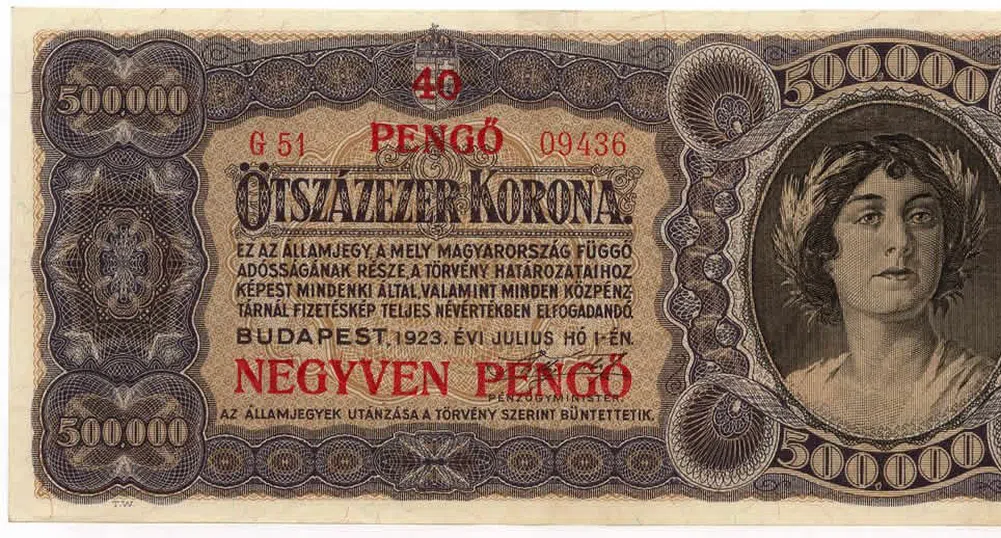 500.000
40
500,000
G 51 PENGŐ 09436
ÖTSZÁZEZER KORONA.
EZ AZ ÁLLAMJEGY, A MELY MAGYARORSZÁG FÜGGŐ
ADÓSSÁGÁNAK RÉSZE, A TÖRVÉNY HATÁROZATAIHOZ
KÉPEST MINDENKI ÁLTAL, VALAMINT MINDEN KÖZPÉNZ,
TÁRNÁL FIZETÉSKÉP TELJES NÉVÉRTÉKBEN ELFOGADANDÓ.
BUDAPEST, 1923. ÉVI JULIUS HÓ 1-ÉN.
NEGYVEN PENGŐ
PÉNZÜGYMINISTER
AZ ÁLLAMJEGYEK UTÁNZÁSA A TÖRVÉNY SZERINT BÜNTETTETIK.
500.000
500,000
T.W.